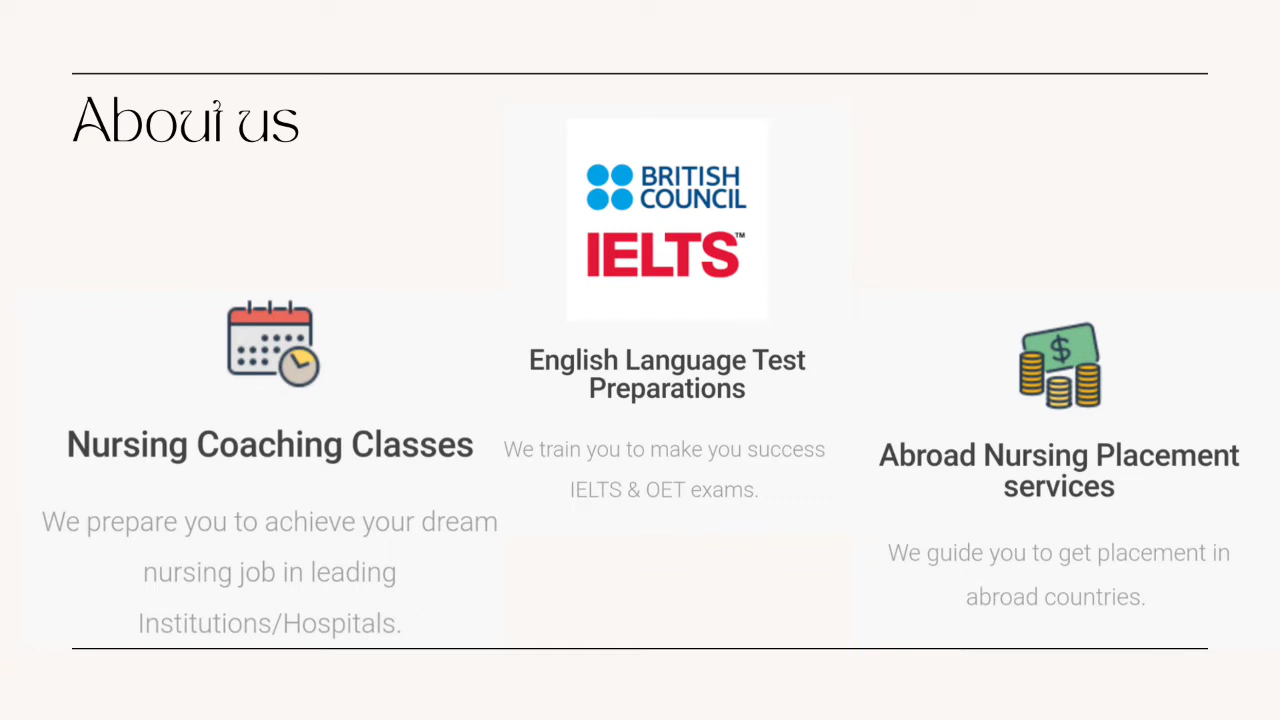 About us
BRITISH
COUNCIL
IELTS™
Nursing Coaching Classes
We prepare you to achieve your dream
nursing job in leading
Institutions/Hospitals.
English Language Test
Preparations
We train you to make you success
IELTS & OET exams.
Abroad Nursing Placement
services
We guide you to get placement in
abroad countries.